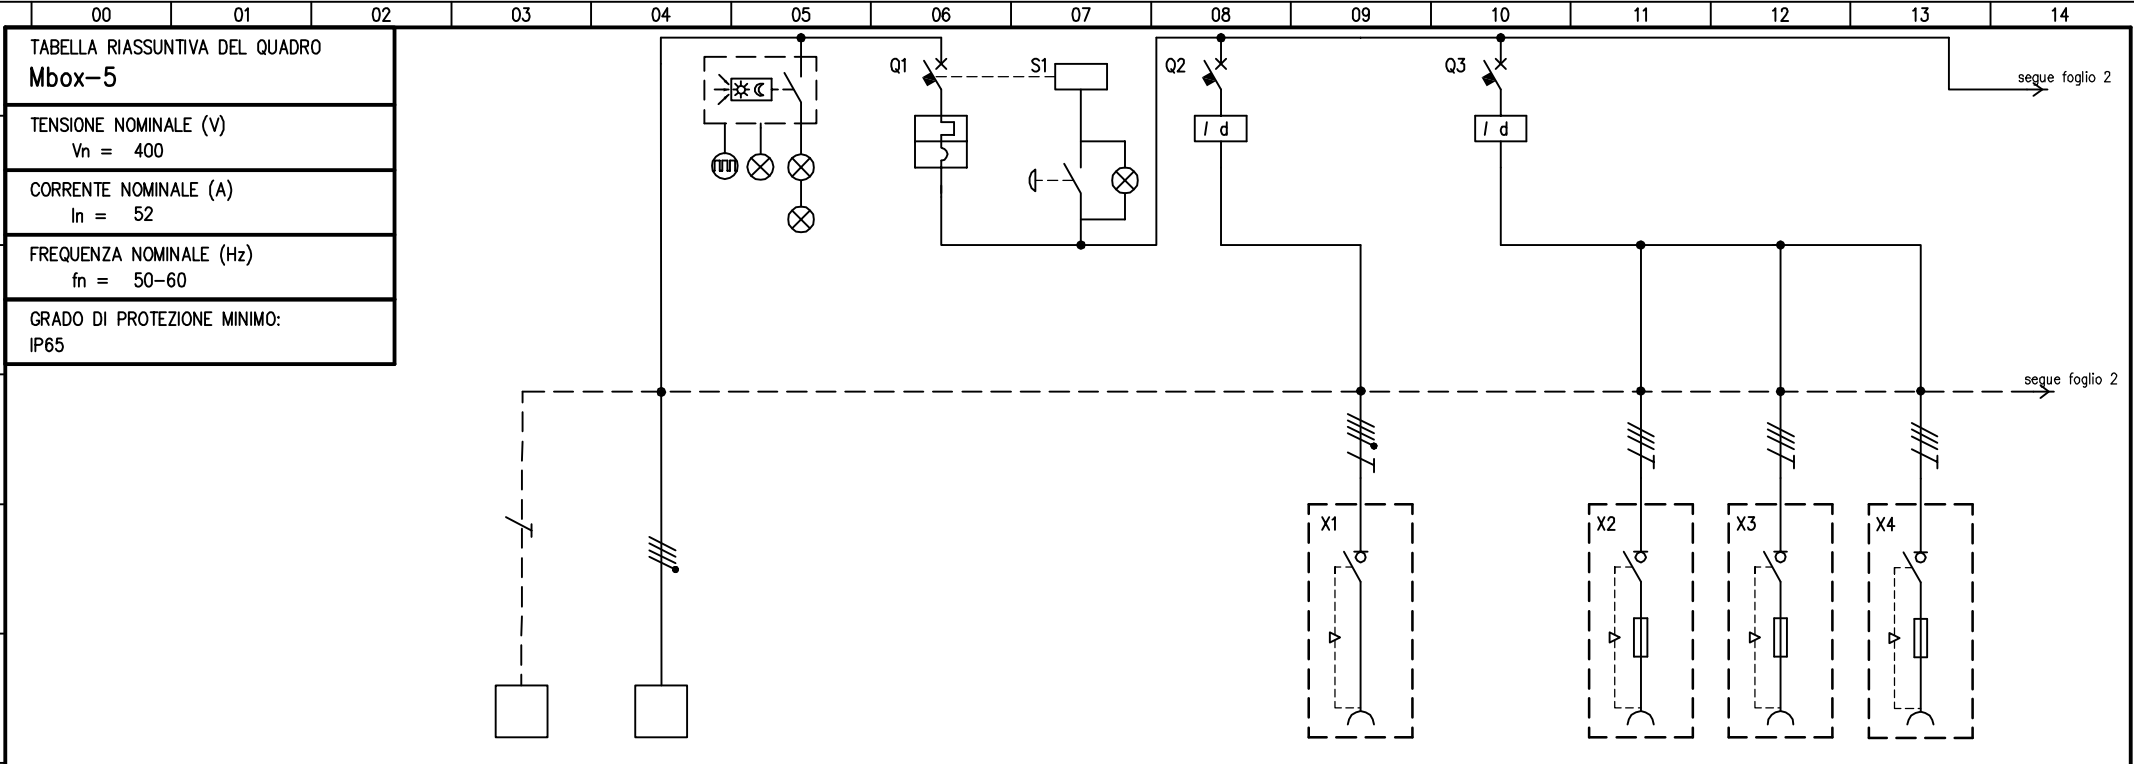 00 01 02 03 04 05 06 07 08 09 10 11 12 13 14
TABELLA RIASSUNTIVA DEL QUADRO
Mbox-5
TENSIONE NOMINALE (V)
Vn = 400
CORRENTE NOMINALE (A)
In = 52
FREQUENZA NOMINALE (Hz)
fn = 50-60
GRADO DI PROTEZIONE MINIMO:
IP65
Q1 S1 Q2 Q3
segue foglio 2
I d I d
segue foglio 2
X1 X2 X3 X4